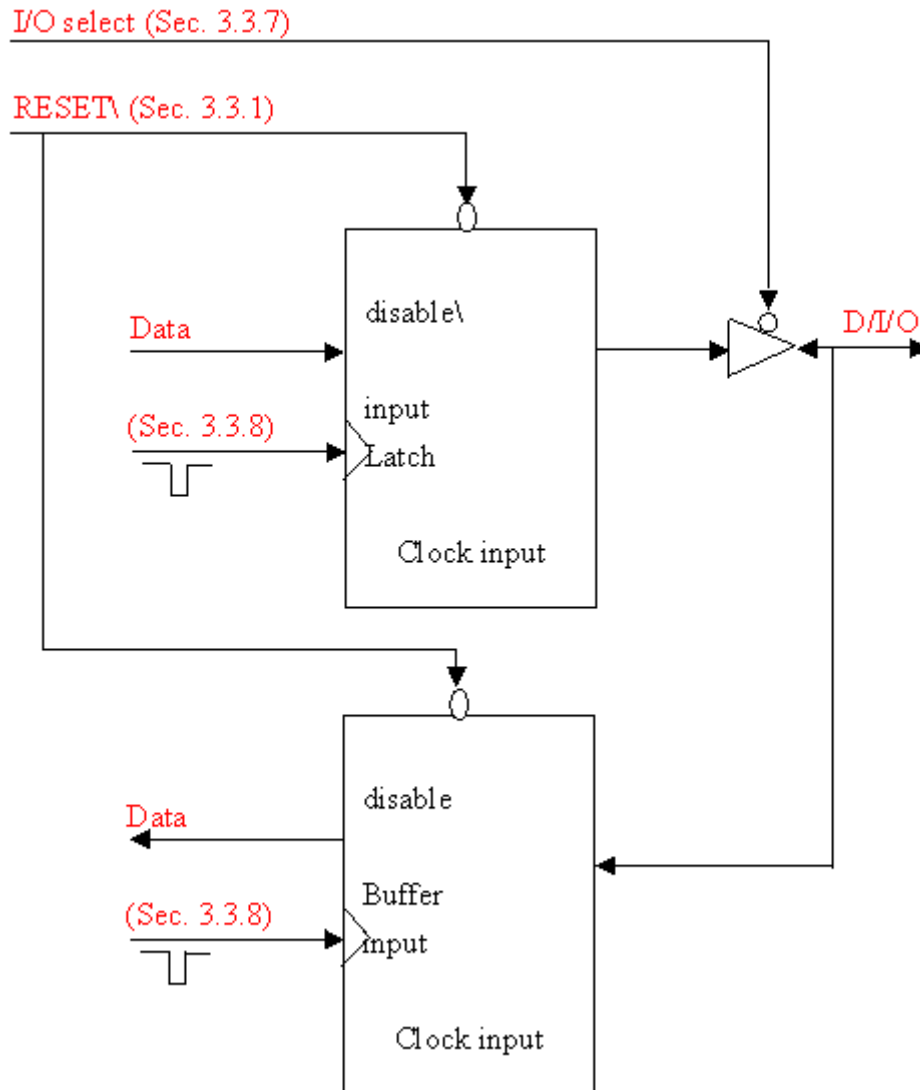 I/O select (Sec. 3.3.7)
RESET\ (Sec. 3.3.1)
disable\
Data
D/I/O
input
(Sec. 3.3.8)
Latch
Clock input
disable
Data
Buffer
(Sec. 3.3.8)
input
Clock input